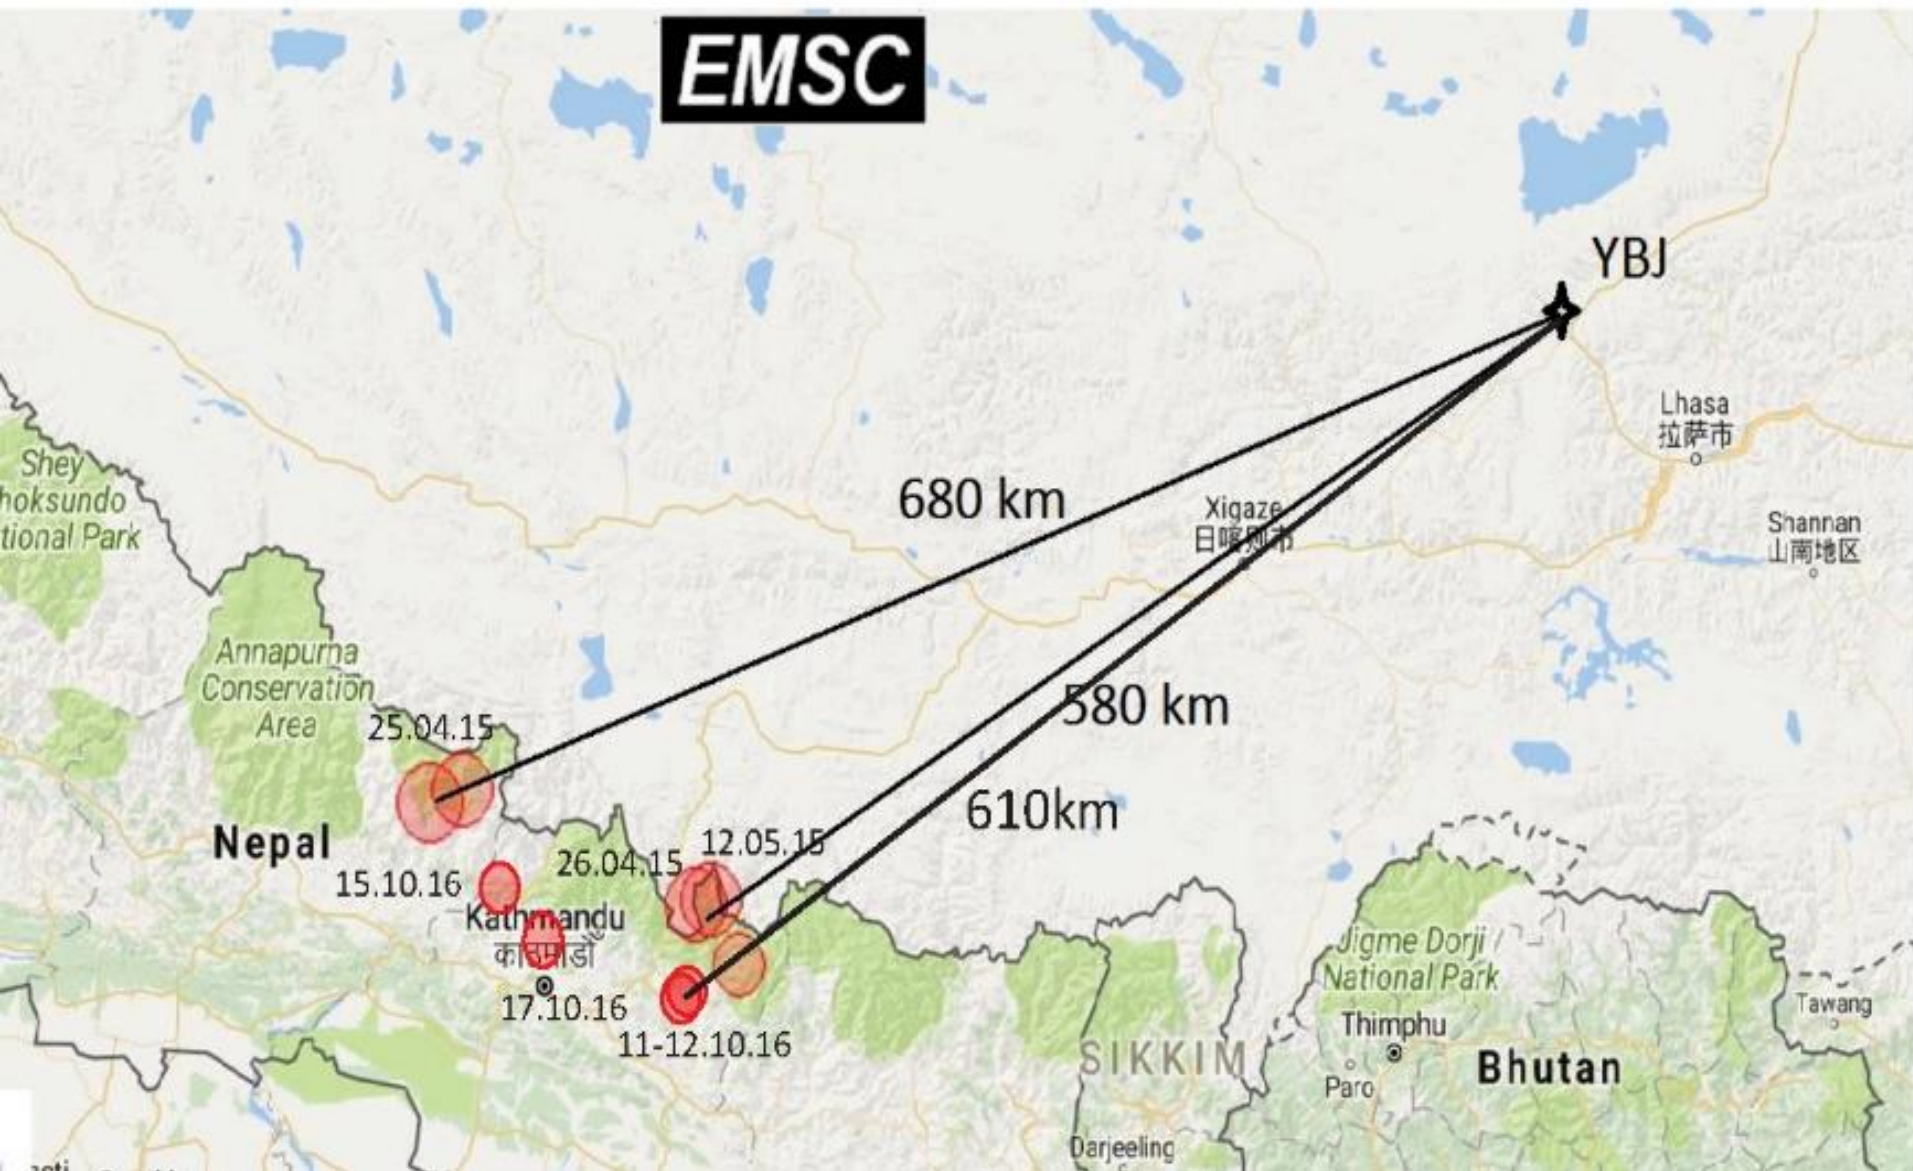 EMSC
YBJ
Lhasa
拉萨市
680 km
Xigaze
日喀则市
Shannan
山南地区
Shey
hoksundo
tional Park
Annapurna
Conservation
Area
25.04.15
580 km
610km
Nepal
12.05.15
26.04.15
15.10.16
Kathmandu
काठमाडौं
17.10.16
11-12.10.16
Jigme Dorji
National Park
Tawang
Thimphu
SIKKIM
Bhutan
Paro
Darjeeling